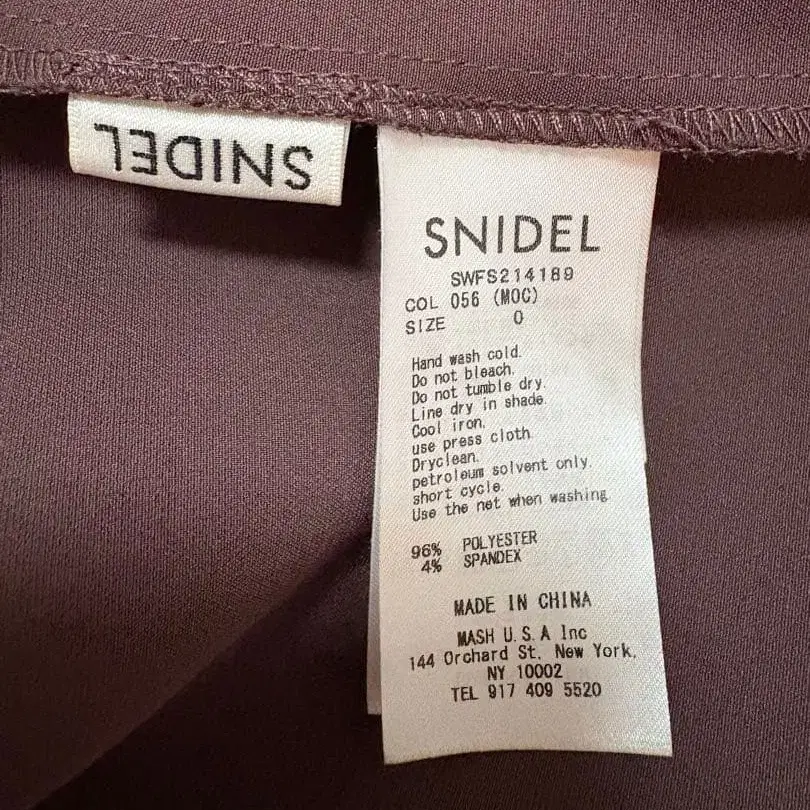 SNIDEL
SNIDEL
SWFS214189
COL 056 (MOC)
SIZE 0
Hand wash cold.
Do not bleach.
Do not tumble dry.
Line dry in shade.
Cool iron.
use press cloth.
Dryclean.
petroleum solvent only.
short cycle.
Use the net when washing.
96% POLYESTER
4% SPANDEX
MADE IN CHINA
MASH U.S.A Inc
144 Orchard St, New York,
NY 10002
TEL 917 409 5520